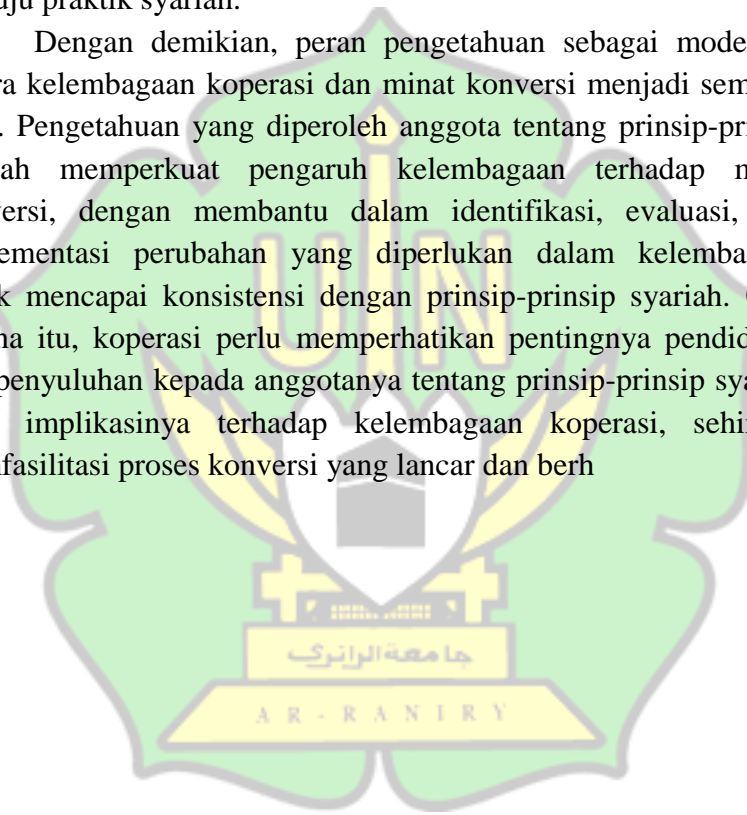 uju praktik syariah.
Dengan demikian, peran pengetahuan sebagai mode
ra kelembagaan koperasi dan minat konversi menjadi sem
. Pengetahuan yang diperoleh anggota tentang prinsip-pri
ah memperkuat pengaruh kelembagaan terhadap m
versi, dengan membantu dalam identifikasi, evaluasi,
ementasi perubahan yang diperlukan dalam kelemba
k mencapai konsistensi dengan prinsip-prinsip syariah.
na itu, koperasi perlu memperhatikan pentingnya pendid
penyuluhan kepada anggotanya tentang prinsip-prinsip sya
implikasinya terhadap kelembagaan koperasi, sehi
fasilitasi proses konversi yang lancar dan berh
UIN
جامعة الرانري
AR-RANIRY